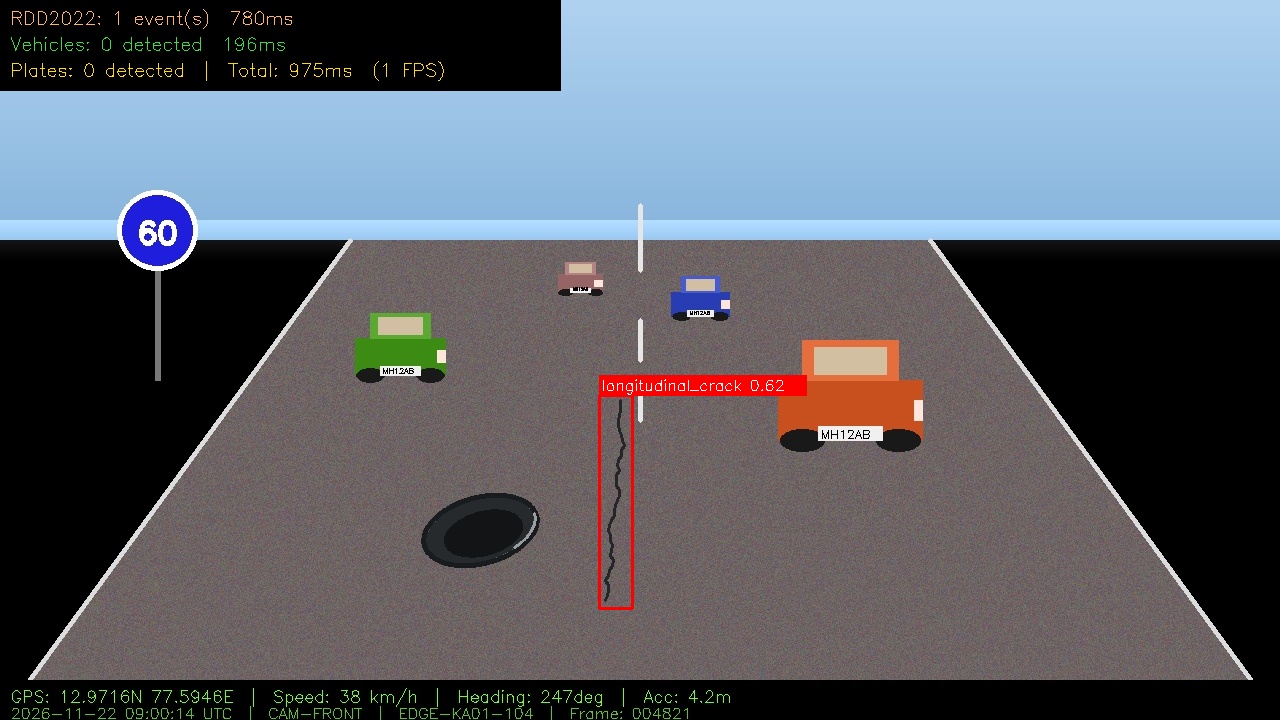 RDD2022: 1 event(s)  780ms
Vehicles: 0 detected  196ms
Plates: 0 detected  |  Total: 975ms  (1 FPS)
60
MH12AB
MH12AB
longitudinal_crack 0.62
MH12AB
GPS: 12.9716N 77.5946E  |  Speed: 38 km/h  |  Heading: 247deg  |  Acc: 4.2m
2026-11-22 09:00:14 UTC  |  CAM-FRONT  |  EDGE-KA01-104  |  Frame: 004821